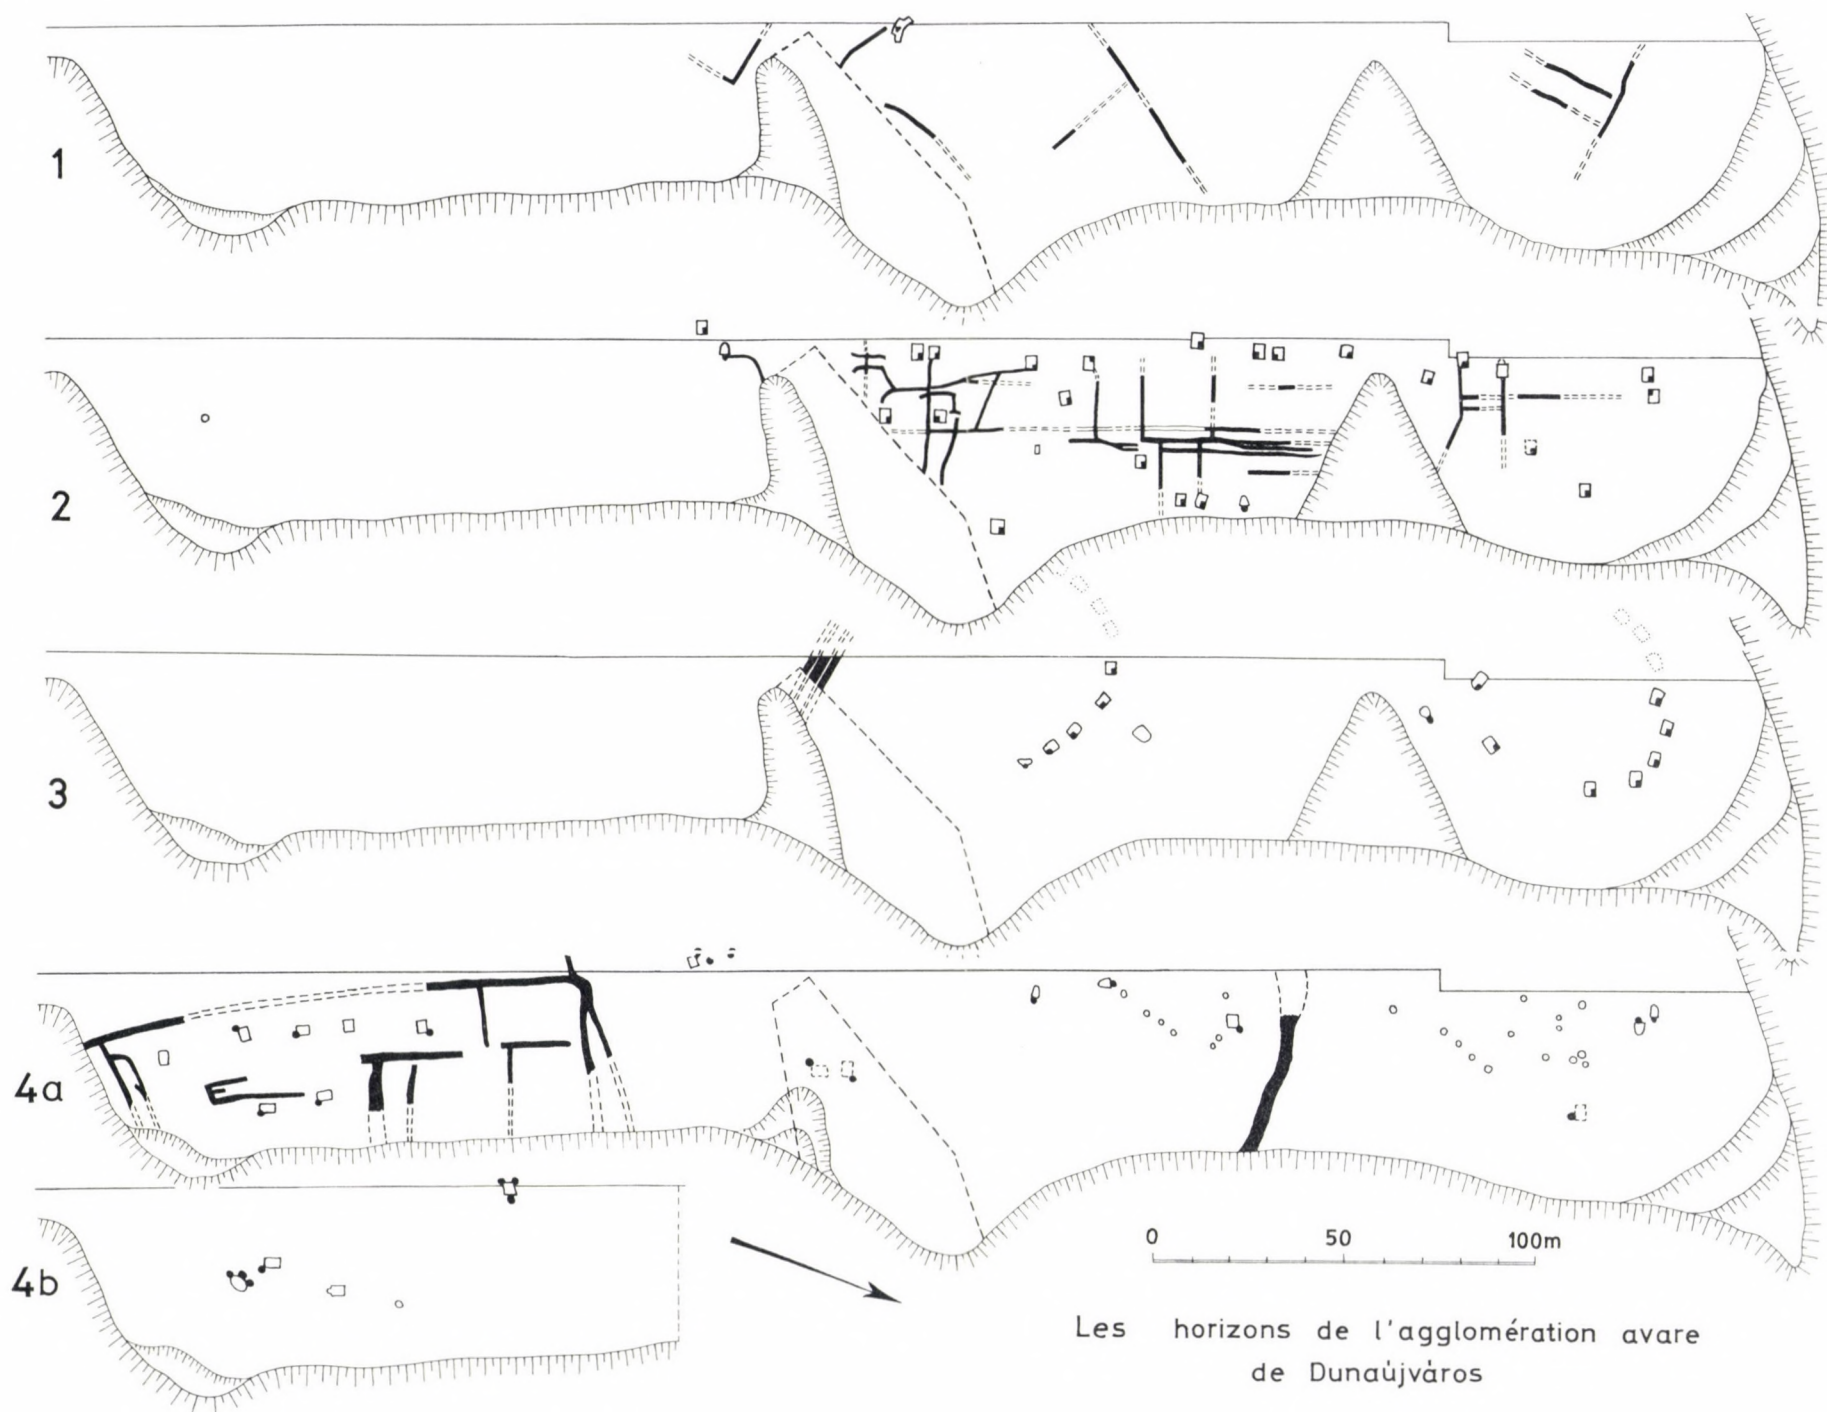 1
2
3
4a
4b
0 50 100m
Les horizons de l'agglomération avare
de Dunaújváros